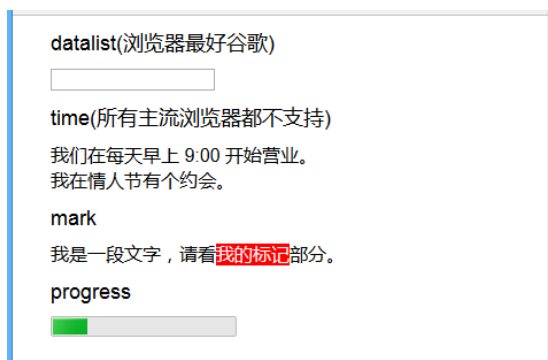 datalist(浏览器最好谷歌)
time(所有主流浏览器都不支持)
我们在每天早上 9:00 开始营业。
我在情人节有个约会。
mark
我是一段文字，请看我的标记部分。
progress